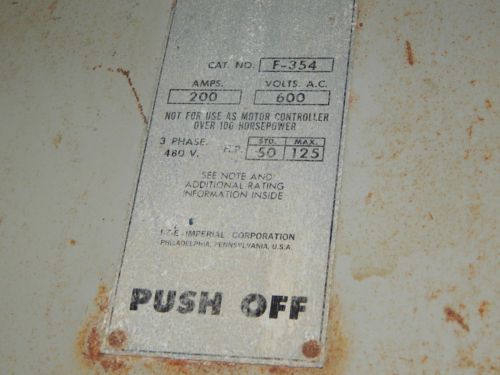 CAT. NO. F-354
AMPS. VOLTS. A.C.
200 600
NOT FOR USE AS MOTOR CONTROLLER
OVER 100 HORSEPOWER
STD. MAX.
3 PHASE H.P. 50 125
480 V.
SEE NOTE AND
ADDITIONAL RATING
INFORMATION INSIDE
I-T-E IMPERIAL CORPORATION
PHILADELPHIA, PENNSYLVANIA, U.S.A.
PUSH OFF